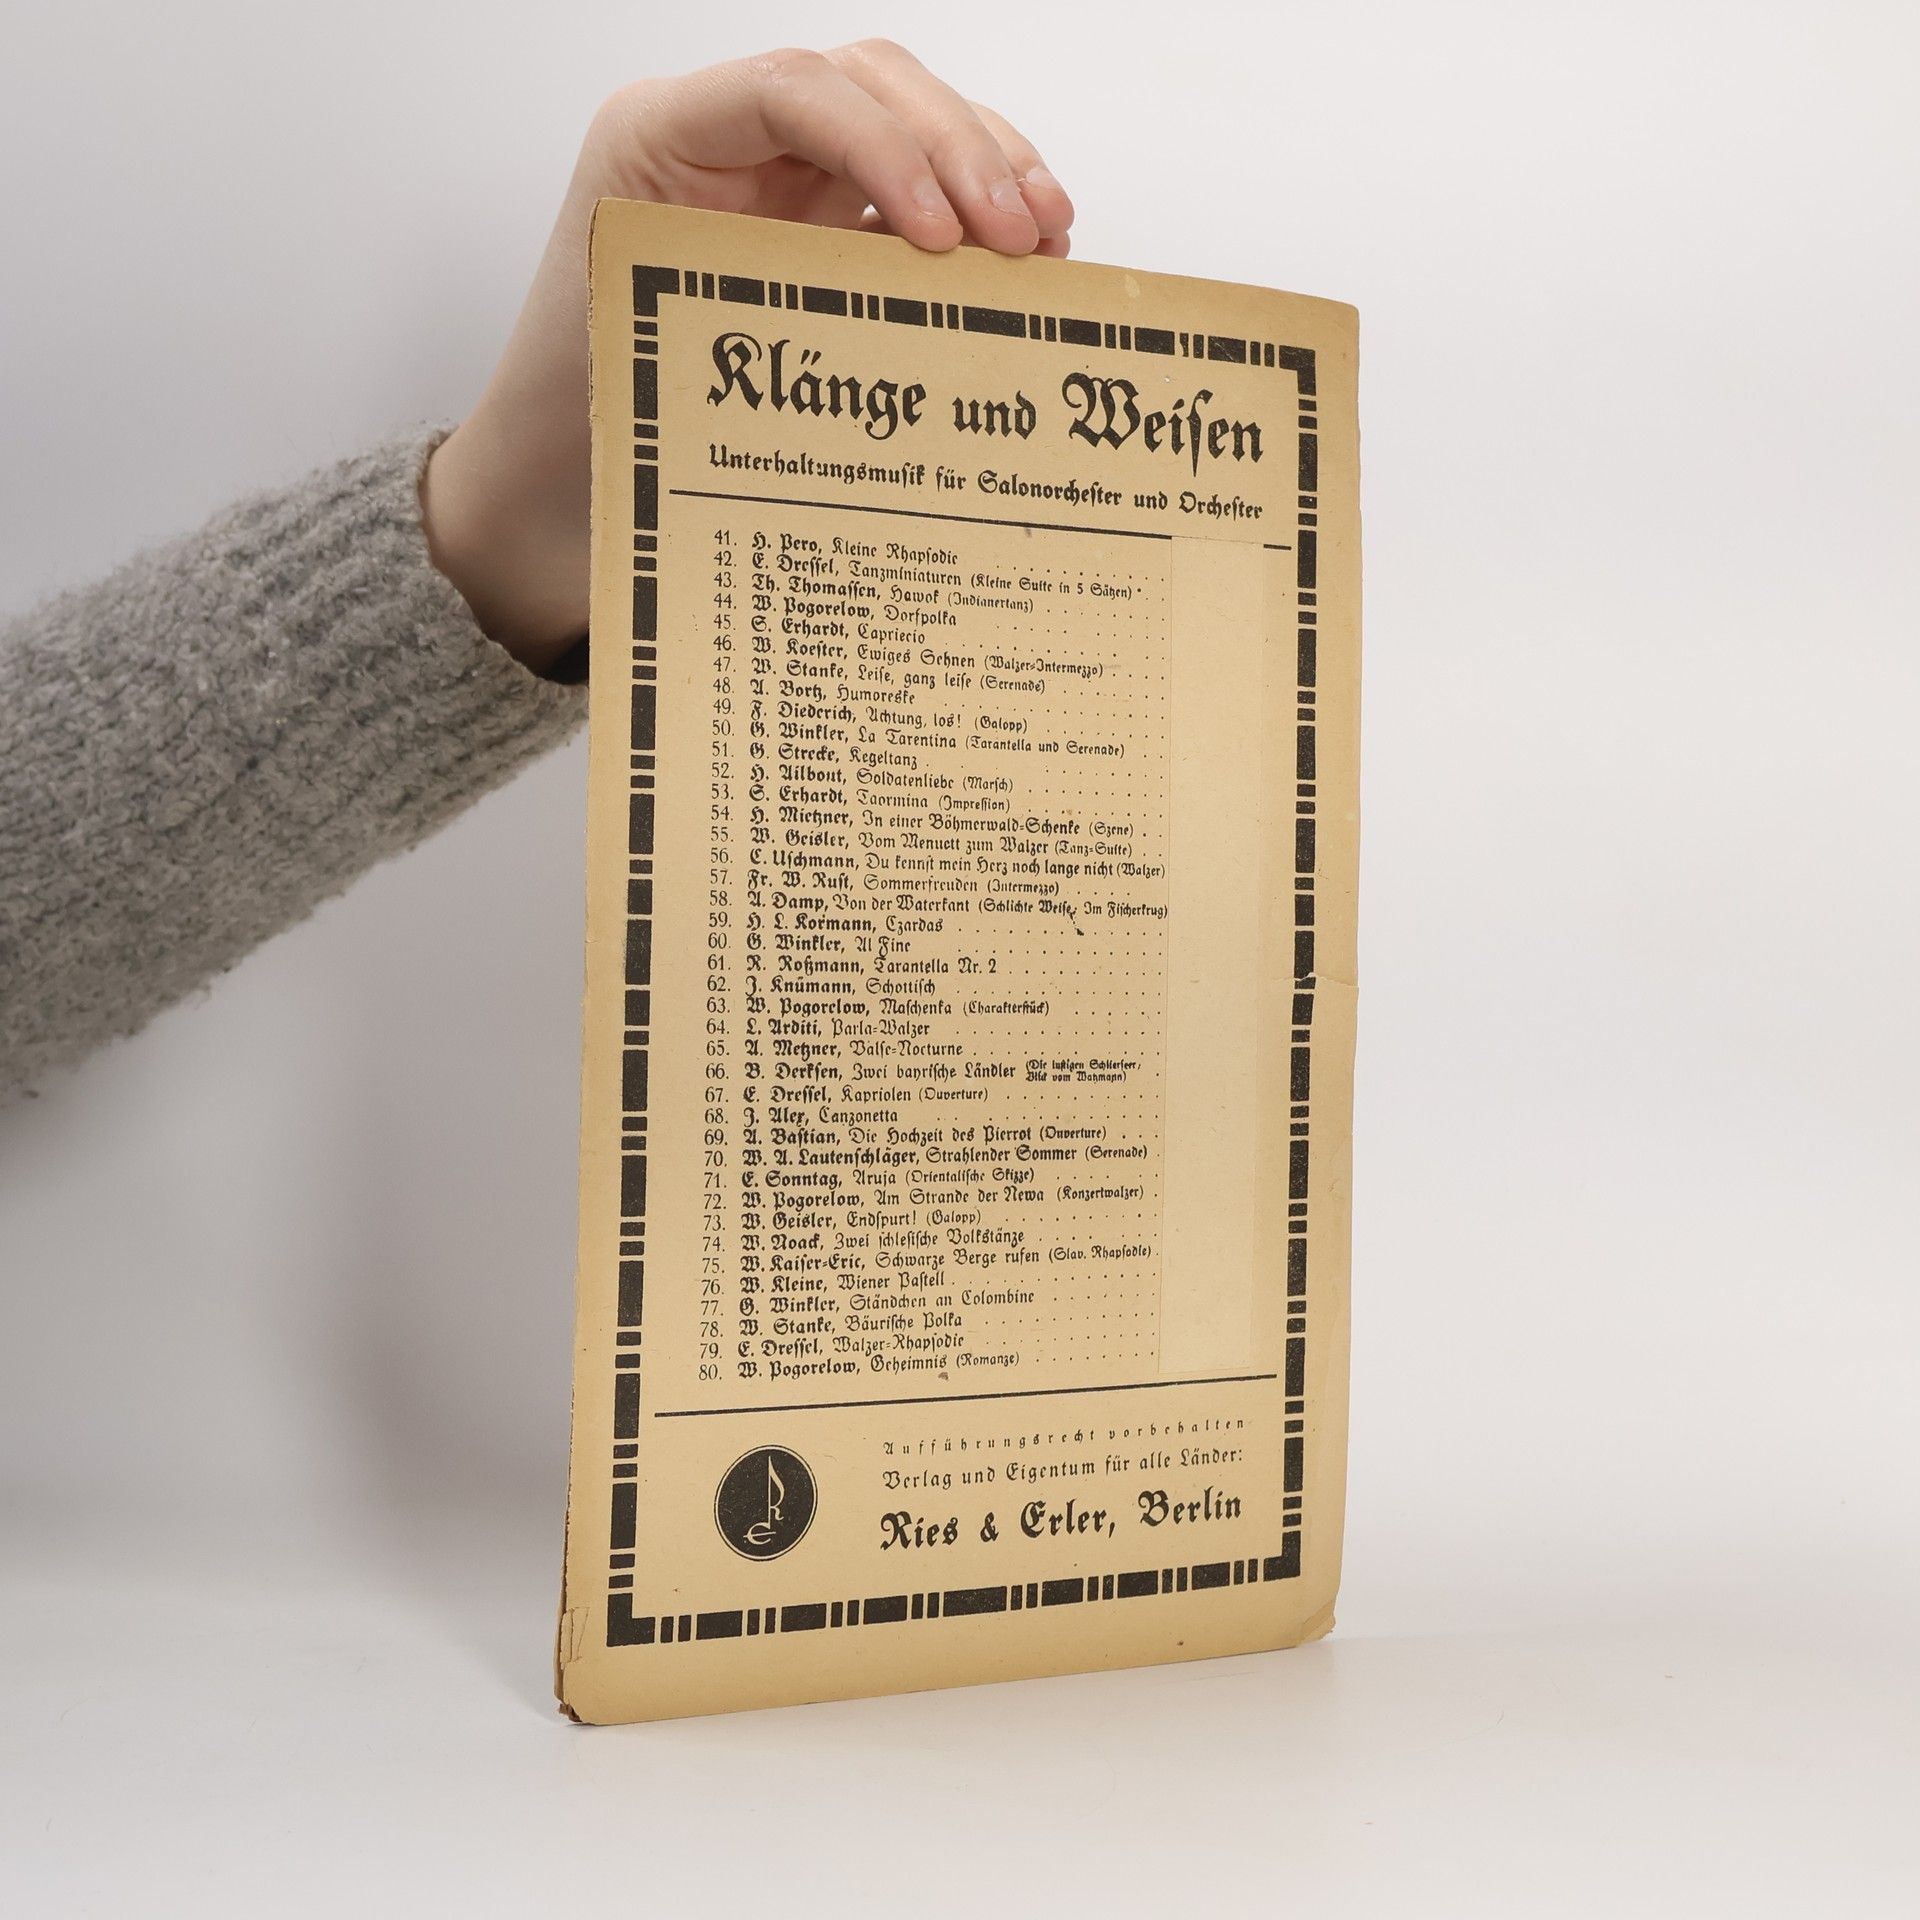 Klänge und Weisen
Unterhaltungsmusik für Salonorchester und Orchester
41. H. Pero, Kleine Rhapsodie
42. E. Dressel, Tanzminiaturen (Kleine Suite in 5 Sätzen)
43. Th. Thomassen, Hawok (Indianertanz)
44. W. Pogorelow, Dorfpolka
45. S. Erhardt, Capriccio
46. W. Koester, Ewiges Sehnen (Walzer-Intermezzo)
47. W. Stanke, Leise, ganz leise (Serenade)
48. A. Bortz, Humoreske
49. F. Diederich, Achtung, los! (Galopp)
50. G. Winkler, La Tarentina (Tarantella und Serenade)
51. G. Strecke, Kegeltanz
52. H. Ailbout, Soldatenliebe (Marsch)
53. S. Erhardt, Taormina (Impression)
54. H. Mietzner, In einer Böhmerwald-Schenke (Szene)
55. W. Geisler, Vom Menuett zum Walzer (Tanz-Suite)
56. C. Uschmann, Du kennst mein Herz noch lange nicht (Walzer)
57. Fr. W. Rust, Sommerfreuden (Intermezzo)
58. A. Damp, Von der Waterkant (Schlichte Weise, Im Fischerkrug)
59. H. L. Kormann, Czardas
60. G. Winkler, Al Fine
61. R. Roßmann, Tarantella Nr. 2
62. J. Knümann, Schottisch
63. W. Pogorelow, Maschenka (Charakterstück)
64. L. Arditi, Parla-Walzer
65. A. Metzner, Valse-Nocturne
66. B. Derksen, Zwei bayrische Ländler (Die lustigen Schlierseer, Blick vom Watzmann)
67. E. Dressel, Kapriolen (Ouverture)
68. J. Alex, Canzonetta
69. A. Bastian, Die Hochzeit des Pierrot (Ouverture)
70. W. A. Lautenschläger, Strahlender Sommer (Serenade)
71. E. Sonntag, Aruja (Orientalische Skizze)
72. W. Pogorelow, Am Strande der Newa (Konzertwalzer)
73. W. Geisler, Endspurt! (Galopp)
74. W. Noack, Zwei schlesische Volkstänze
75. W. Kaiser-Eric, Schwarze Berge rufen (Slav. Rhapsodie)
76. W. Kleine, Wiener Pastell
77. G. Winkler, Ständchen an Colombine
78. W. Stanke, Bäurische Polka
79. E. Dressel, Walzer-Rhapsodie
80. W. Pogorelow, Geheimnis (Romanze)
Aufführungsrecht vorbehalten
Verlag und Eigentum für alle Länder:
Ries & Erler, Berlin
R
E